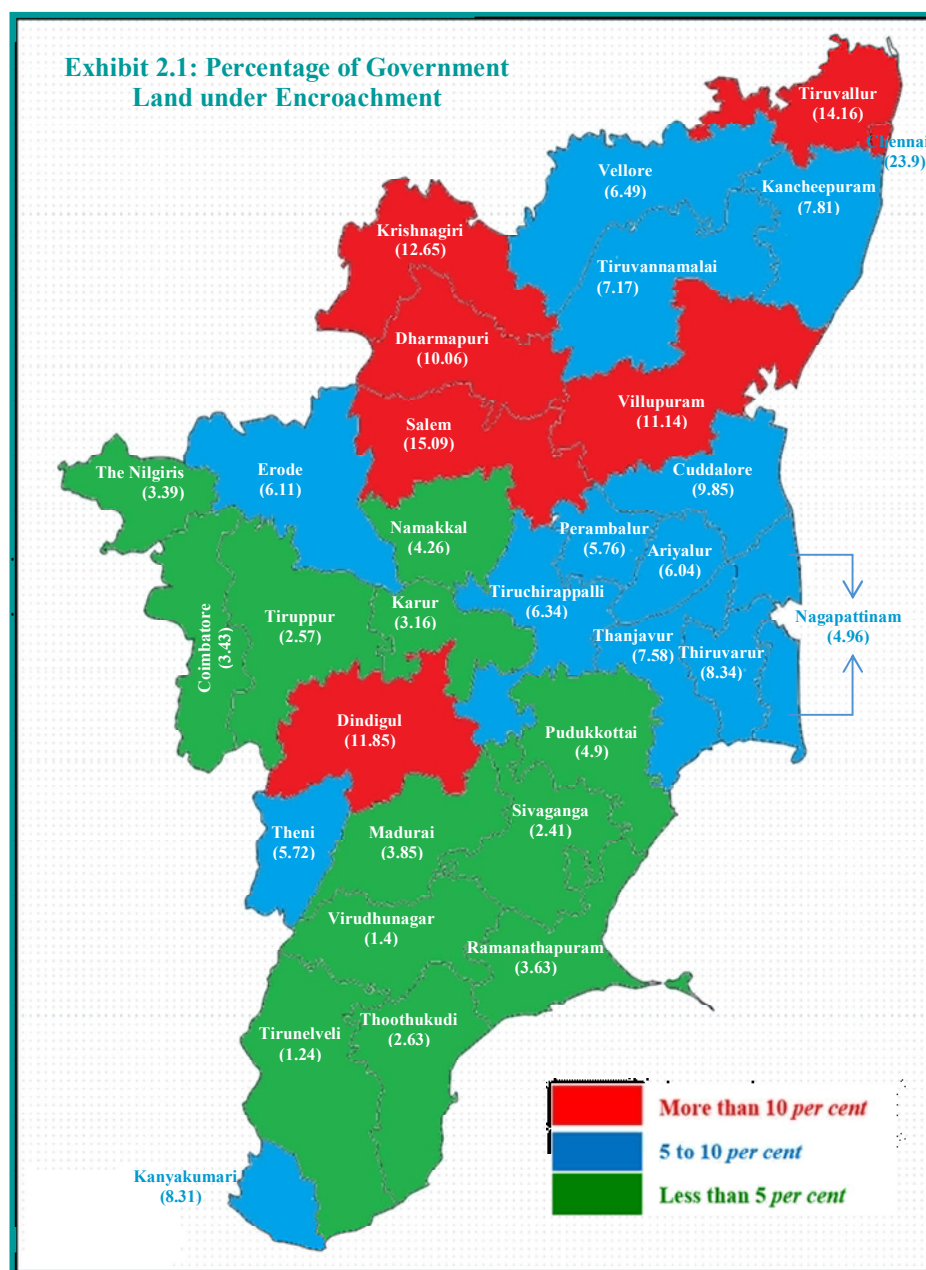 Exhibit 2.1: Percentage of Government
Land under Encroachment
Tiruvallur
(14.16)
Chennai
(23.9)
Vellore
(6.49)
Kancheepuram
(7.81)
Krishnagiri
(12.65)
Tiruvannamalai
(7.17)
Dharmapuri
(10.06)
Villupuram
(11.14)
Salem
(15.09)
Cuddalore
(9.85)
The Nilgiris
(3.39)
Erode
(6.11)
Namakkal
(4.26)
Perambalur
(5.76)
Ariyalur
(6.04)
Tiruchirappalli
(6.34)
Karur
(3.16)
Tiruppur
(2.57)
Coimbatore
(3.43)
Nagapattinam
(4.96)
Thanjavur
(7.58)
Thiruvarur
(8.34)
Dindigul
(11.85)
Pudukkottai
(4.9)
Sivaganga
(2.41)
Theni
(5.72)
Madurai
(3.85)
Virudhunagar
(1.4)
Ramanathapuram
(3.63)
Tirunelveli
(1.24)
Thoothukudi
(2.63)
Kanyakumari
(8.31)
More than 10 per cent
5 to 10 per cent
Less than 5 per cent